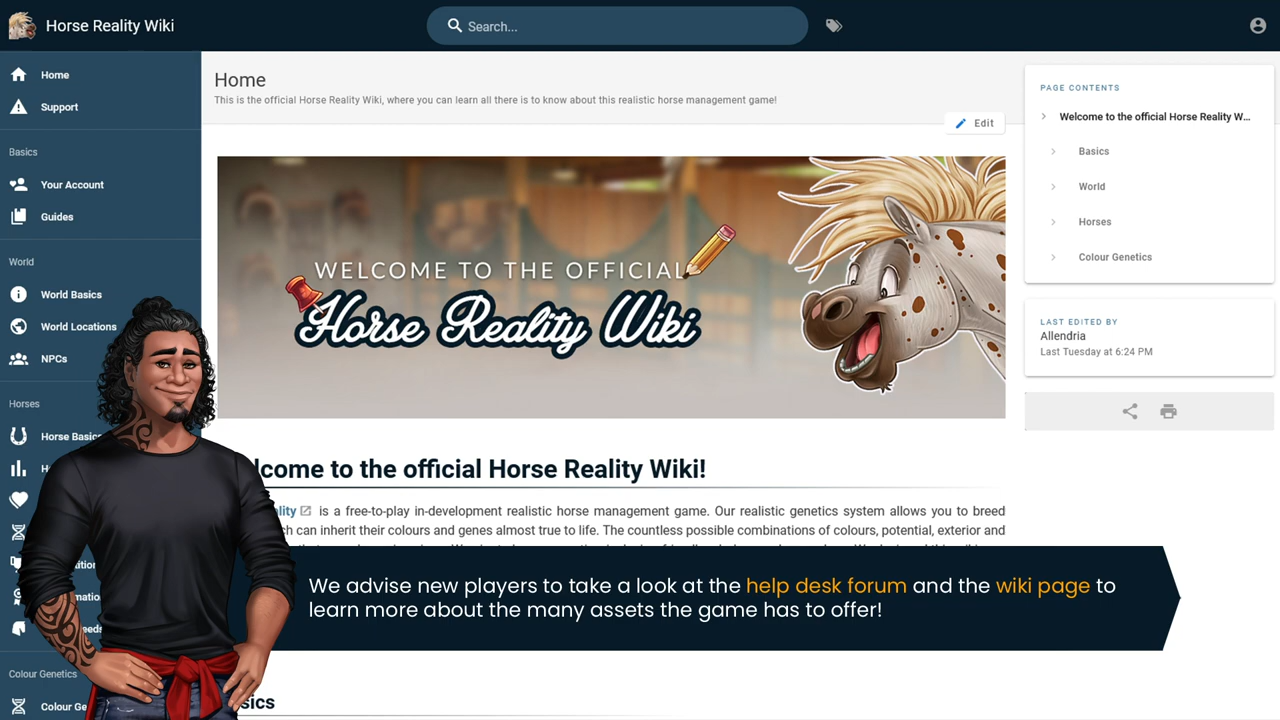 Horse Reality Wiki
Search...
Home
Support
Basics
Your Account
Guides
World
World Basics
World Locations
NPCs
Horses
Horse Basic
Colour Genetics
Colour Ge
Home
This is the official Horse Reality Wiki, where you can learn all there is to know about this realistic horse management game!
Edit
WELCOME TO THE OFFICIAL
Horse Reality Wiki
lcome to the official Horse Reality Wiki!
lity is a free-to-play in-development realistic horse management game. Our realistic genetics system allows you to breed
ch can inherit their colours and genes almost true to life. The countless possible combinations of colours, potential, exterior and
We advise new players to take a look at the help desk forum and the wiki page to
learn more about the many assets the game has to offer!
sics
PAGE CONTENTS
Welcome to the official Horse Reality W...
Basics
World
Horses
Colour Genetics
LAST EDITED BY
Allendria
Last Tuesday at 6:24 PM